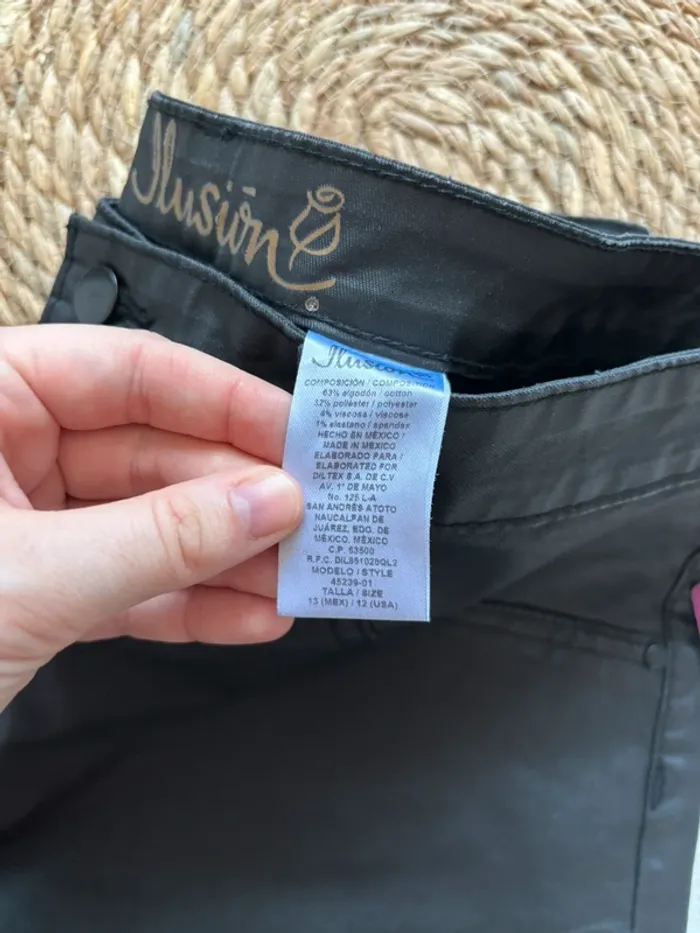 Ilusión
Ilusión
COMPOSICIÓN / COMPOSITION
63% algodón / cotton
32% poliéster / polyester
4% viscosa / viscose
1% elastano / spandex
HECHO EN MÉXICO /
MADE IN MEXICO
ELABORADO PARA /
ELABORATED FOR
DILTEX S.A. DE C.V
AV. 1° DE MAYO
No. 125 L-A
SAN ANDRÉS ATOTO
NAUCALPAN DE
JUÁREZ, EDO. DE
MÉXICO. MÉXICO
C.P. 53500
R.F.C. DIL851025QL2
MODELO / STYLE
45239-01
TALLA / SIZE
13 (MEX) / 12 (USA)